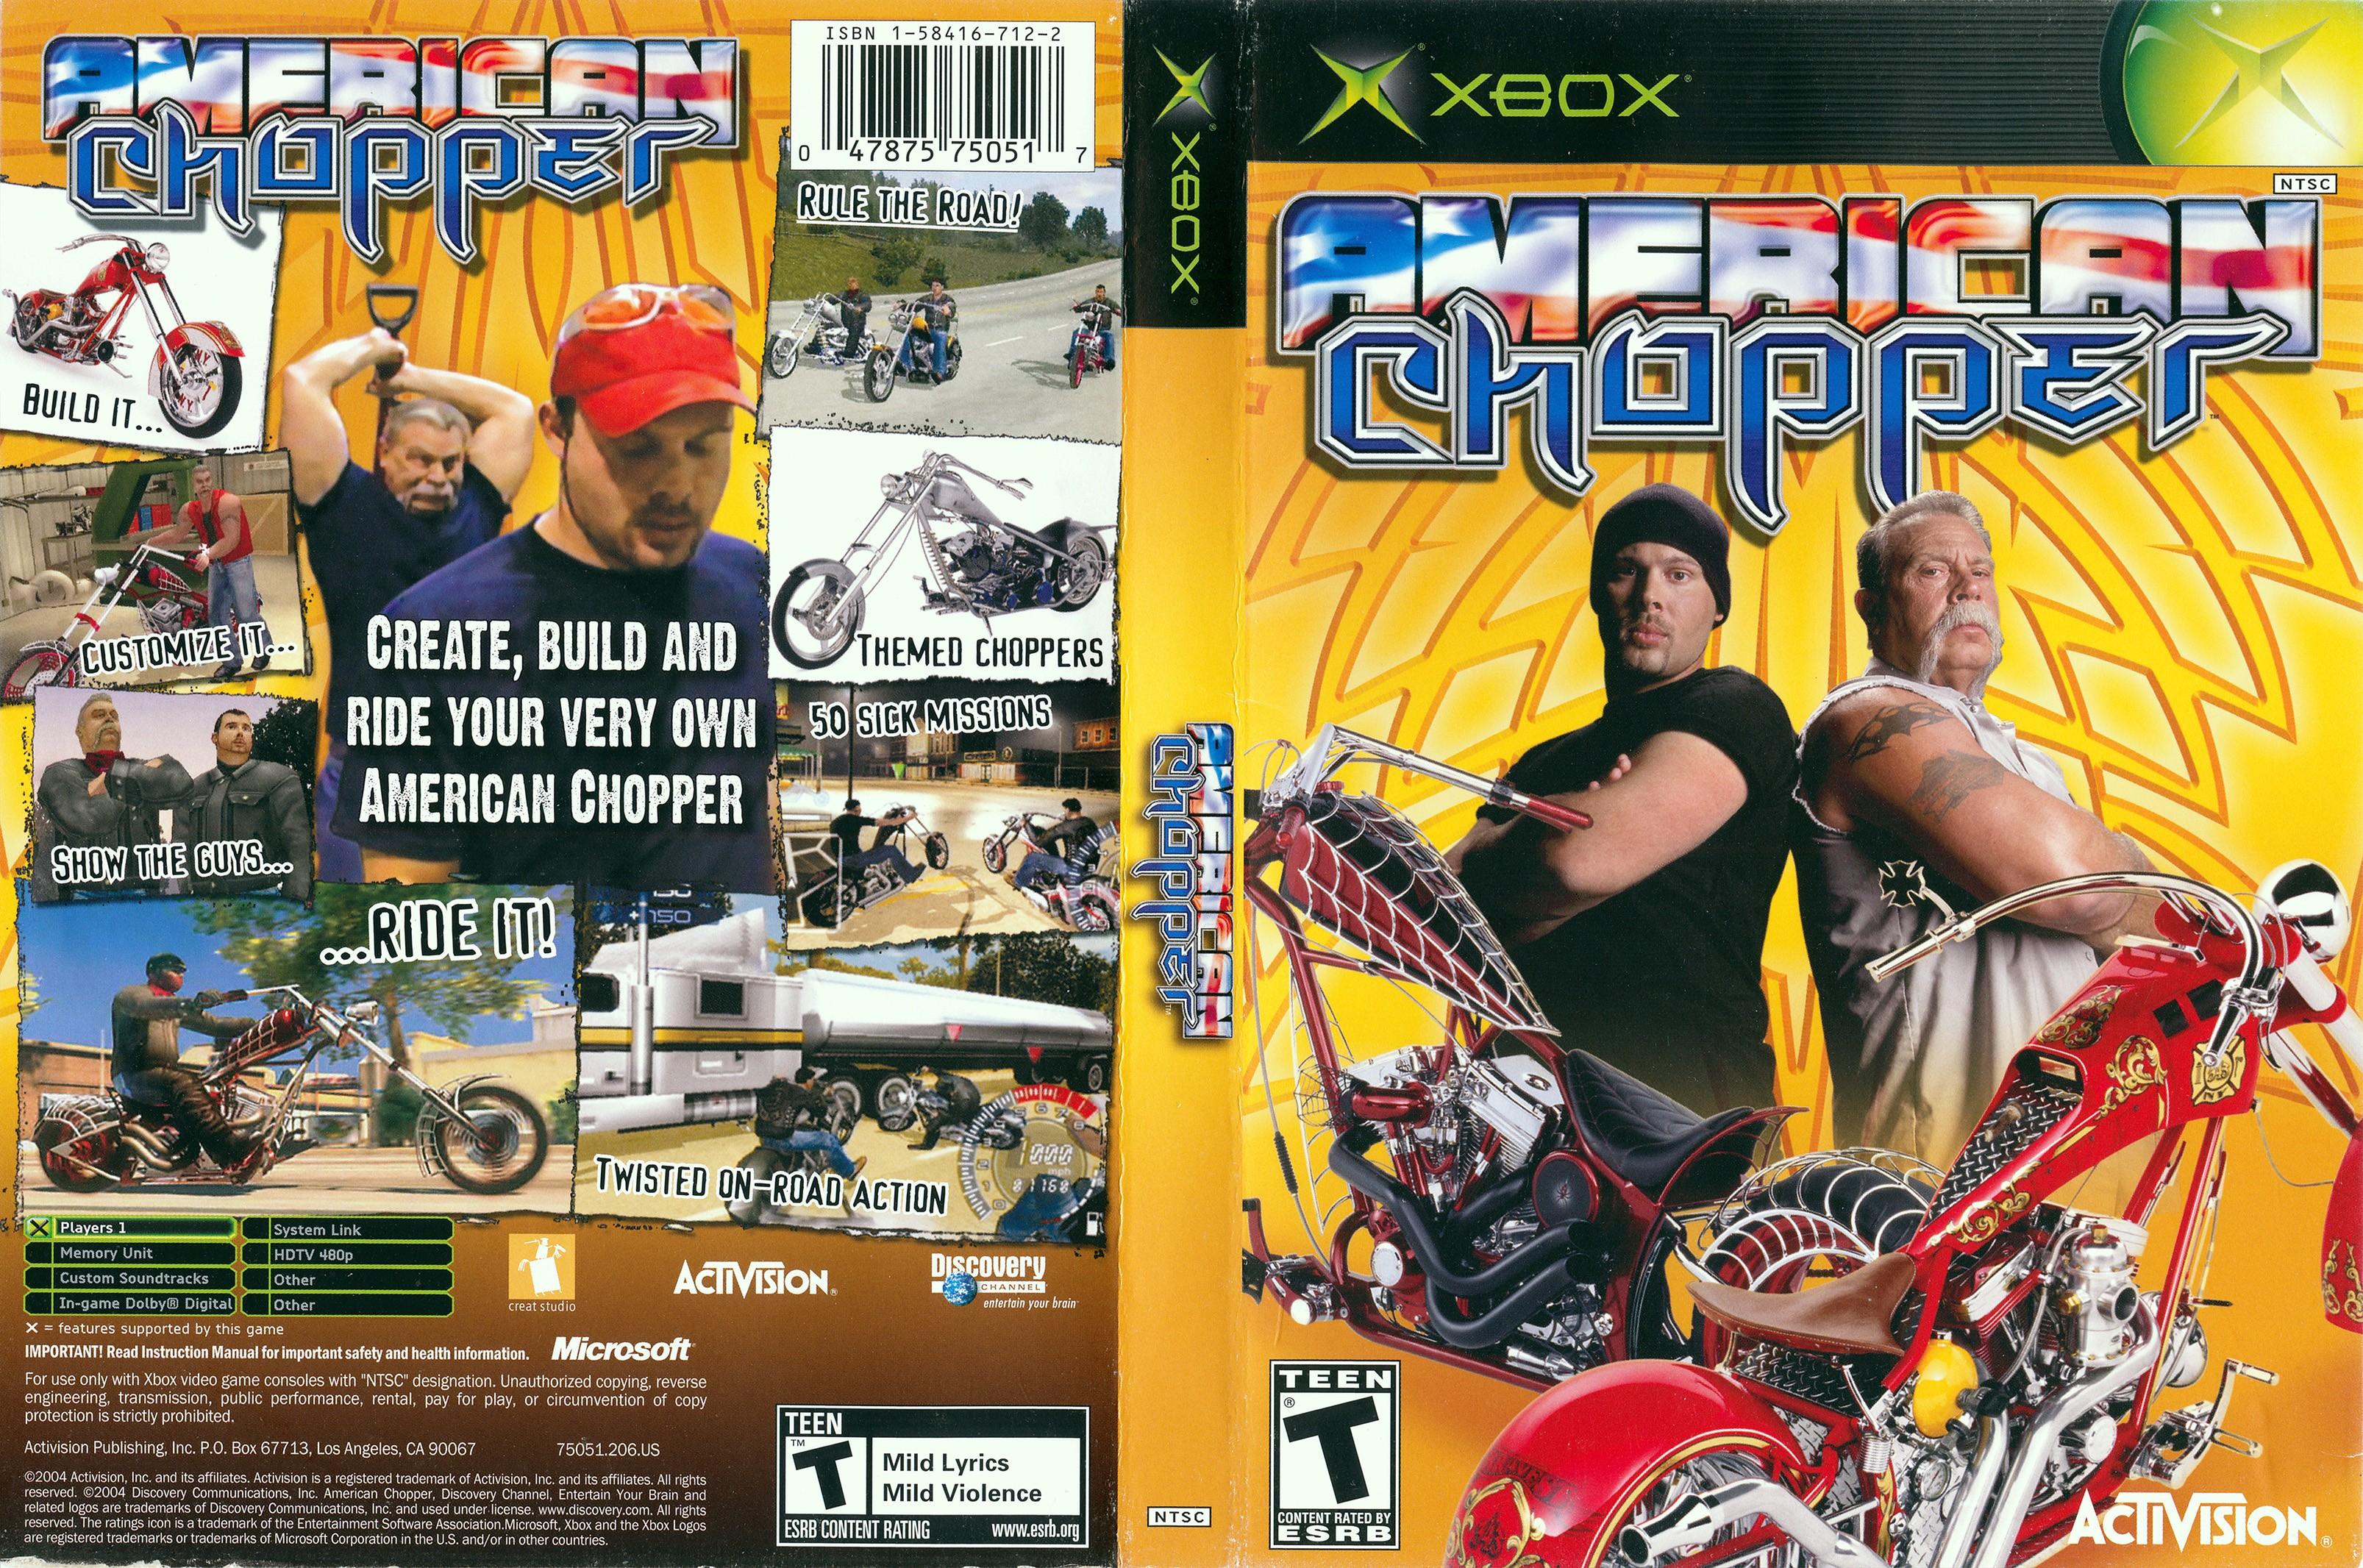 AMERICAN
chopper
ISBN 1-58416-712-2
0 47875 75051 7
BUILD IT...
CUSTOMIZE IT...
SHOW THE GUYS...
...RIDE IT!
CREATE, BUILD AND
RIDE YOUR VERY OWN
AMERICAN CHOPPER
RULE THE ROAD!
THEMED CHOPPERS
50 SICK MISSIONS
+150
TWISTED ON-ROAD ACTION
mph
Players 1
System Link
Memory Unit
HDTV 480p
Custom Soundtracks
Other
In-game Dolby® Digital
Other
X = features supported by this game
creat studio
ACTIVISION®
Discovery
CHANNEL
entertain your brain
IMPORTANT! Read Instruction Manual for important safety and health information.
Microsoft®
For use only with Xbox video game consoles with "NTSC" designation. Unauthorized copying, reverse
engineering, transmission, public performance, rental, pay for play, or circumvention of copy
protection is strictly prohibited.
Activision Publishing, Inc. P.O. Box 67713, Los Angeles, CA 90067 75051.206.US
©2004 Activision, Inc. and its affiliates. Activision is a registered trademark of Activision, Inc. and its affiliates. All rights
reserved. ©2004 Discovery Communications, Inc. American Chopper, Discovery Channel, Entertain Your Brain and
related logos are trademarks of Discovery Communications, Inc. and used under license. www.discovery.com. All rights
reserved. The ratings icon is a trademark of the Entertainment Software Association.Microsoft, Xbox and the Xbox Logos
are registered trademarks or trademarks of Microsoft Corporation in the U.S. and/or in other countries.
TEEN
T™
Mild Lyrics
Mild Violence
ESRB CONTENT RATING www.esrb.org
XBOX®
AMERICAN
chopper™
NTSC
XBOX®
NTSC
AMERICAN
chopper™
TEEN
T®
CONTENT RATED BY
ESRB
ACTIVISION®